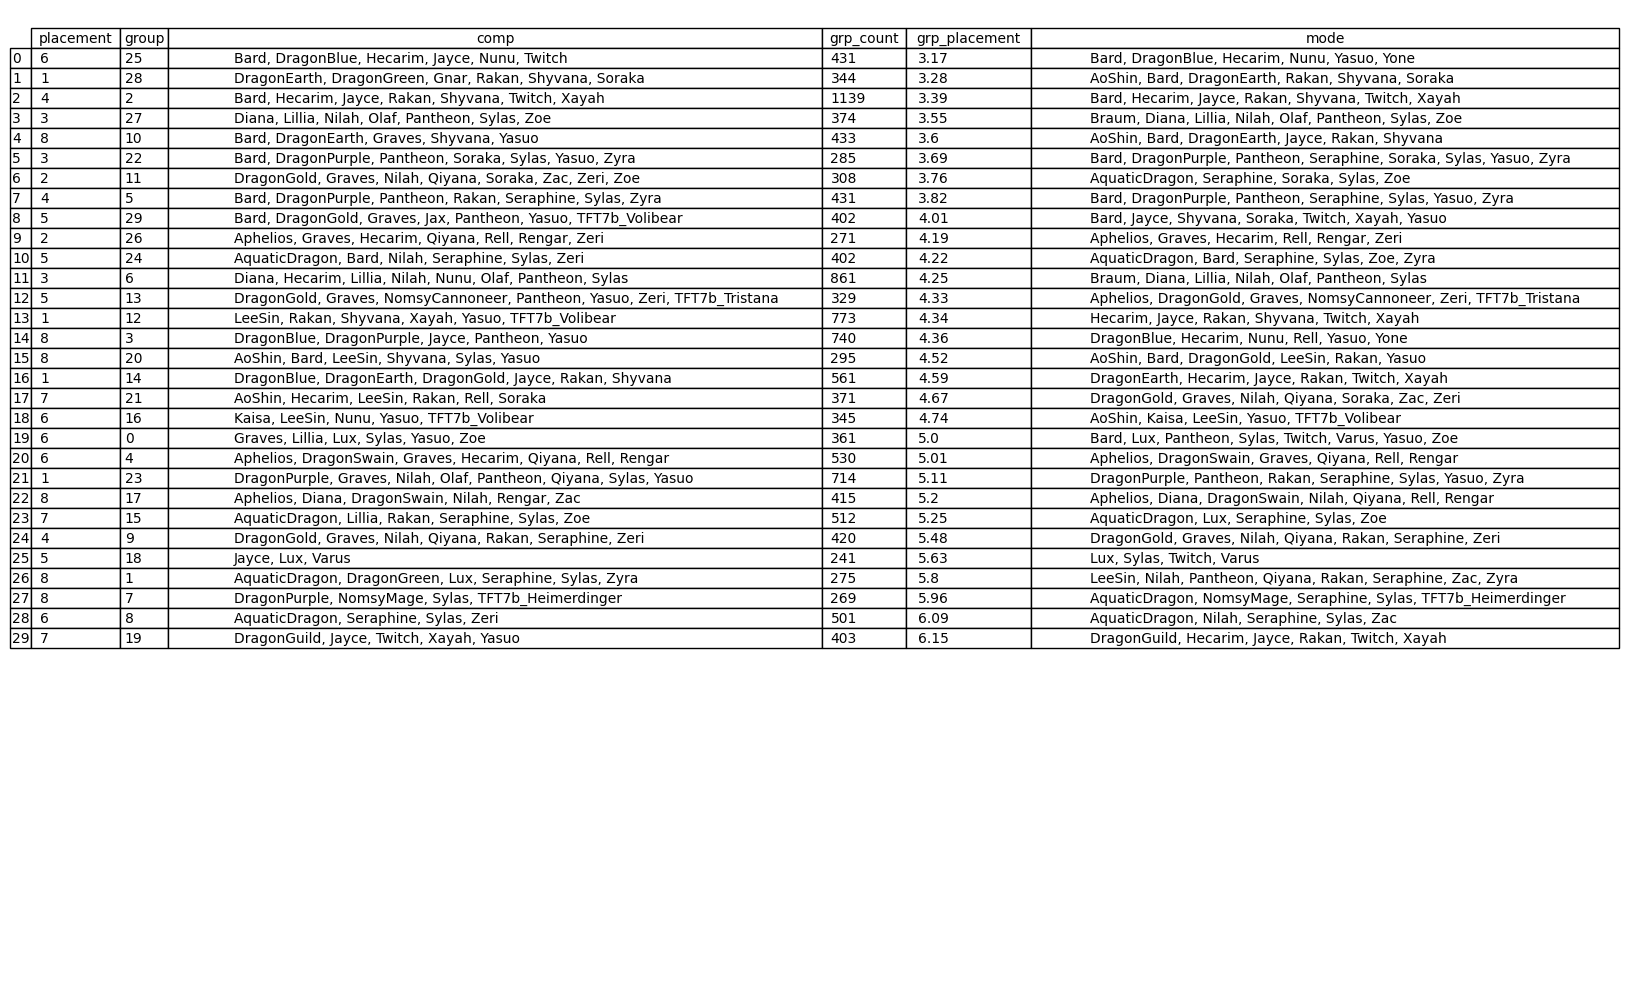 placement group comp grp_count grp_placement mode
0 6 25 Bard, DragonBlue, Hecarim, Jayce, Nunu, Twitch 431 3.17 Bard, DragonBlue, Hecarim, Nunu, Yasuo, Yone
1 1 28 DragonEarth, DragonGreen, Gnar, Rakan, Shyvana, Soraka 344 3.28 AoShin, Bard, DragonEarth, Rakan, Shyvana, Soraka
2 4 2 Bard, Hecarim, Jayce, Rakan, Shyvana, Twitch, Xayah 1139 3.39 Bard, Hecarim, Jayce, Rakan, Shyvana, Twitch, Xayah
3 3 27 Diana, Lillia, Nilah, Olaf, Pantheon, Sylas, Zoe 374 3.55 Braum, Diana, Lillia, Nilah, Olaf, Pantheon, Sylas, Zoe
4 8 10 Bard, DragonEarth, Graves, Shyvana, Yasuo 433 3.6 AoShin, Bard, DragonEarth, Jayce, Rakan, Shyvana
5 3 22 Bard, DragonPurple, Pantheon, Soraka, Sylas, Yasuo, Zyra 285 3.69 Bard, DragonPurple, Pantheon, Seraphine, Soraka, Sylas, Yasuo, Zyra
6 2 11 DragonGold, Graves, Nilah, Qiyana, Soraka, Zac, Zeri, Zoe 308 3.76 AquaticDragon, Seraphine, Soraka, Sylas, Zoe
7 4 5 Bard, DragonPurple, Pantheon, Rakan, Seraphine, Sylas, Zyra 431 3.82 Bard, DragonPurple, Pantheon, Seraphine, Sylas, Yasuo, Zyra
8 5 29 Bard, DragonGold, Graves, Jax, Pantheon, Yasuo, TFT7b_Volibear 402 4.01 Bard, Jayce, Shyvana, Soraka, Twitch, Xayah, Yasuo
9 2 26 Aphelios, Graves, Hecarim, Qiyana, Rell, Rengar, Zeri 271 4.19 Aphelios, Graves, Hecarim, Rell, Rengar, Zeri
10 5 24 AquaticDragon, Bard, Nilah, Seraphine, Sylas, Zeri 402 4.22 AquaticDragon, Bard, Seraphine, Sylas, Zoe, Zyra
11 3 6 Diana, Hecarim, Lillia, Nilah, Nunu, Olaf, Pantheon, Sylas 861 4.25 Braum, Diana, Lillia, Nilah, Olaf, Pantheon, Sylas
12 5 13 DragonGold, Graves, NomsyCannoneer, Pantheon, Yasuo, Zeri, TFT7b_Tristana 329 4.33 Aphelios, DragonGold, Graves, NomsyCannoneer, Zeri, TFT7b_Tristana
13 1 12 LeeSin, Rakan, Shyvana, Xayah, Yasuo, TFT7b_Volibear 773 4.34 Hecarim, Jayce, Rakan, Shyvana, Twitch, Xayah
14 8 3 DragonBlue, DragonPurple, Jayce, Pantheon, Yasuo 740 4.36 DragonBlue, Hecarim, Nunu, Rell, Yasuo, Yone
15 8 20 AoShin, Bard, LeeSin, Shyvana, Sylas, Yasuo 295 4.52 AoShin, Bard, DragonGold, LeeSin, Rakan, Yasuo
16 1 14 DragonBlue, DragonEarth, DragonGold, Jayce, Rakan, Shyvana 561 4.59 DragonEarth, Hecarim, Jayce, Rakan, Twitch, Xayah
17 7 21 AoShin, Hecarim, LeeSin, Rakan, Rell, Soraka 371 4.67 DragonGold, Graves, Nilah, Qiyana, Soraka, Zac, Zeri
18 6 16 Kaisa, LeeSin, Nunu, Yasuo, TFT7b_Volibear 345 4.74 AoShin, Kaisa, LeeSin, Yasuo, TFT7b_Volibear
19 6 0 Graves, Lillia, Lux, Sylas, Yasuo, Zoe 361 5.0 Bard, Lux, Pantheon, Sylas, Twitch, Varus, Yasuo, Zoe
20 6 4 Aphelios, DragonSwain, Graves, Hecarim, Qiyana, Rell, Rengar 530 5.01 Aphelios, DragonSwain, Graves, Qiyana, Rell, Rengar
21 1 23 DragonPurple, Graves, Nilah, Olaf, Pantheon, Qiyana, Sylas, Yasuo 714 5.11 DragonPurple, Pantheon, Rakan, Seraphine, Sylas, Yasuo, Zyra
22 8 17 Aphelios, Diana, DragonSwain, Nilah, Rengar, Zac 415 5.2 Aphelios, Diana, DragonSwain, Nilah, Qiyana, Rell, Rengar
23 7 15 AquaticDragon, Lillia, Rakan, Seraphine, Sylas, Zoe 512 5.25 AquaticDragon, Lux, Seraphine, Sylas, Zoe
24 4 9 DragonGold, Graves, Nilah, Qiyana, Rakan, Seraphine, Zeri 420 5.48 DragonGold, Graves, Nilah, Qiyana, Rakan, Seraphine, Zeri
25 5 18 Jayce, Lux, Varus 241 5.63 Lux, Sylas, Twitch, Varus
26 8 1 AquaticDragon, DragonGreen, Lux, Seraphine, Sylas, Zyra 275 5.8 LeeSin, Nilah, Pantheon, Qiyana, Rakan, Seraphine, Zac, Zyra
27 8 7 DragonPurple, NomsyMage, Sylas, TFT7b_Heimerdinger 269 5.96 AquaticDragon, NomsyMage, Seraphine, Sylas, TFT7b_Heimerdinger
28 6 8 AquaticDragon, Seraphine, Sylas, Zeri 501 6.09 AquaticDragon, Nilah, Seraphine, Sylas, Zac
29 7 19 DragonGuild, Jayce, Twitch, Xayah, Yasuo 403 6.15 DragonGuild, Hecarim, Jayce, Rakan, Twitch, Xayah